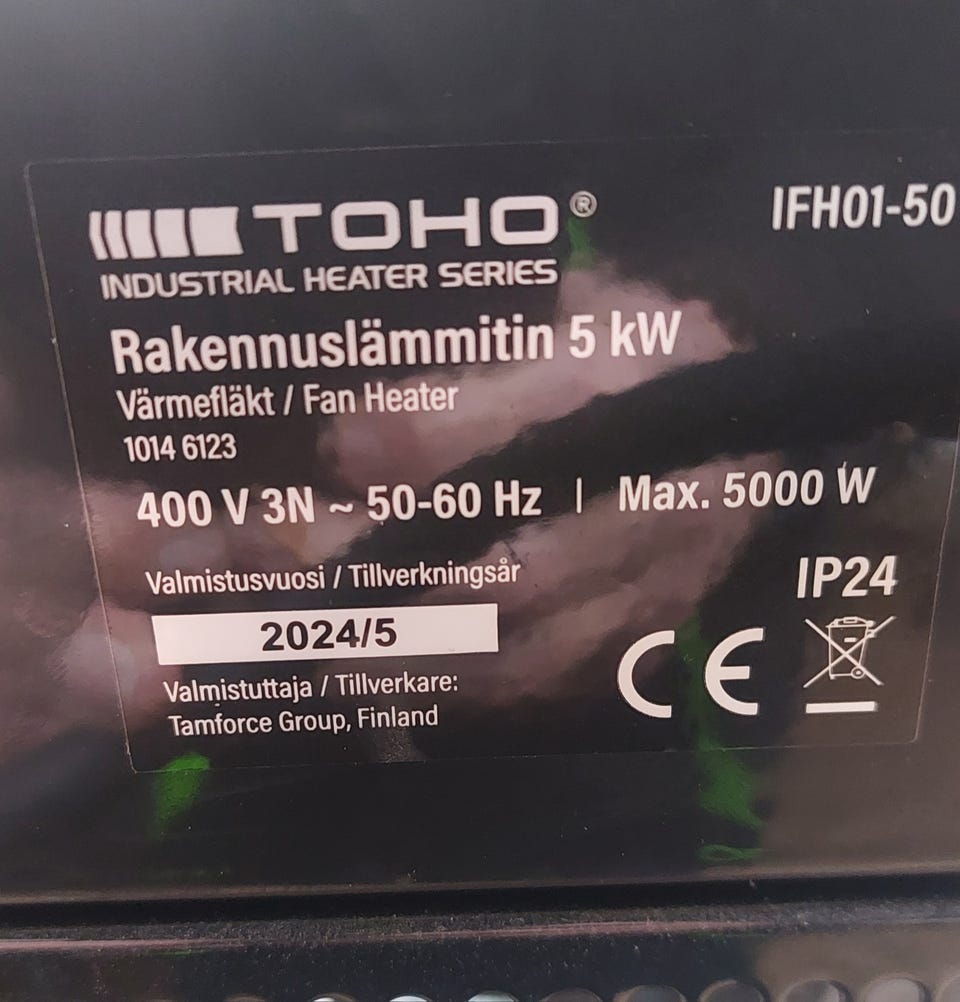 TOHO®
IFH01-50
INDUSTRIAL HEATER SERIES
Rakennuslämmitin 5 kW
Värmefläkt / Fan Heater
1014 6123
400 V 3N ~ 50-60 Hz | Max. 5000 W
Valmistusvuosi / Tillverkningsår
IP24
2024/5
Valmistuttaja / Tillverkare:
Tamforce Group, Finland
CE